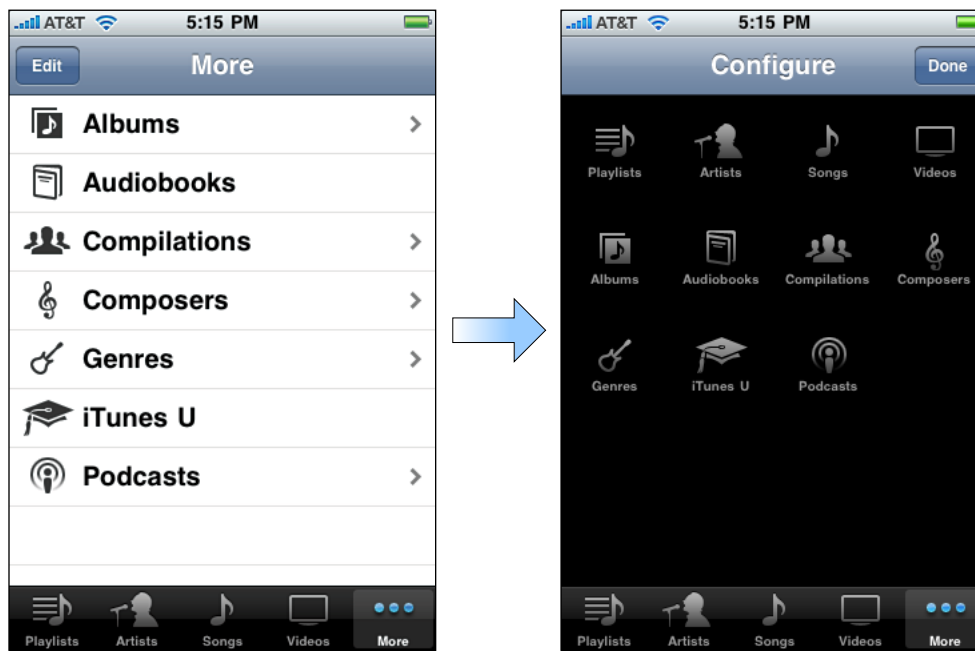 AT&T 5:15 PM
Edit More
Albums
Audiobooks
Compilations
Composers
Genres
iTunes U
Podcasts
Playlists Artists Songs Videos More
AT&T 5:15 PM
Configure Done
Playlists Artists Songs Videos
Albums Audiobooks Compilations Composers
Genres iTunes U Podcasts
Playlists Artists Songs Videos More